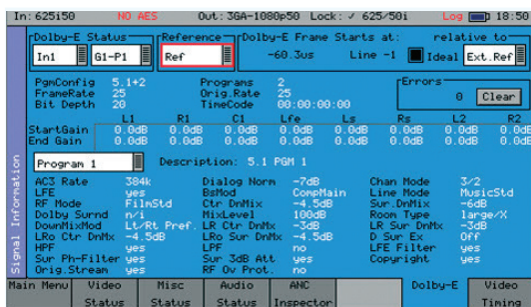 In: 625i50 NO AES Out: 3GA-1080p50 Lock: ✓ 625/50i Log 18:50
Dolby-E Status Reference Dolby-E Frame Starts at: relative to
In1 G1-P1 Ref -60.3us Line -1 Ideal Ext.Ref
PgmConfig 5.1+2 Programs 2 Errors
FrameRate 25 Orig.Rate 25 0 Clear
Bit Depth 20 TimeCode 00:00:00:00
L1 R1 C1 Lfe Ls Rs L2 R2
StartGain 0.0dB 0.0dB 0.0dB 0.0dB 0.0dB 0.0dB 0.0dB 0.0dB
End Gain 0.0dB 0.0dB 0.0dB 0.0dB 0.0dB 0.0dB 0.0dB 0.0dB
Program 1 Description: 5.1 PGM 1
AC3 Rate 384k Dialog Norm -7dB Chan Mode 3/2
LFE yes BsMod CompMain Line Mode MusicStd
RF Mode FilmStd Ctr DnMix -4.5dB Sur.DnMix -6dB
Dolby Surnd n/i MixLevel 100dB Room Type large/X
DownMixMod Lt/Rt Pref. LR Ctr DnMx -3dB LR Sur DnMx -3dB
LRo Ctr DnMx -4.5dB LRo Sur DnMx -4.5dB D Sur Ex Off
HPF yes LPF no LFE Filter yes
Sur Ph-Filter yes Sur 3dB Att yes Copyright yes
Orig.Stream yes RF Ov Prot. no
Signal Information
Main Menu Video Status Misc Status Audio Status ANC Inspector Dolby-E Video Timing